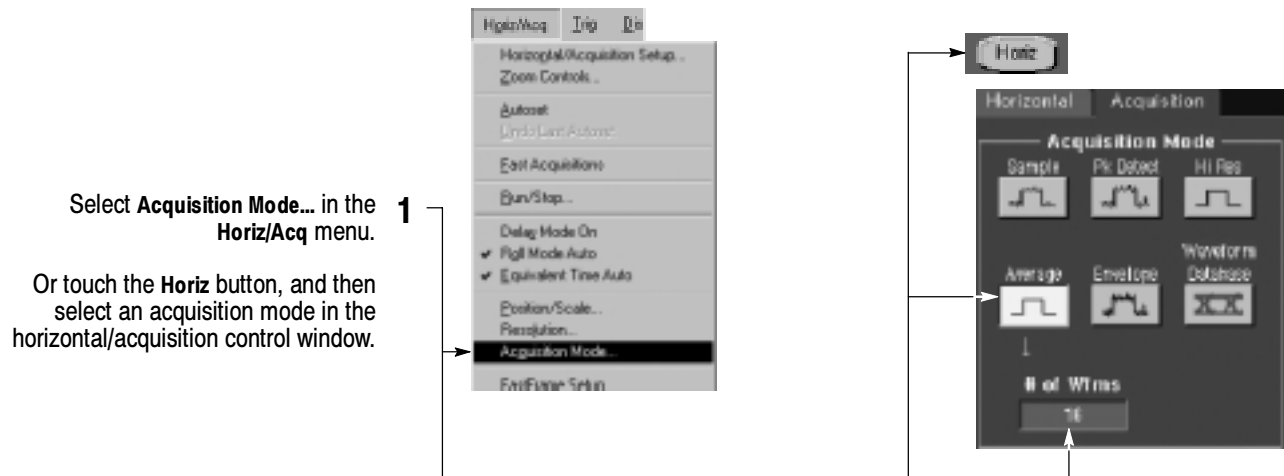 Horiz/Acq Trig Dis
Horizontal/Acquisition Setup...
Zoom Controls...
Autoset
Undo Last Autoset
Fast Acquisitions
Run/Stop...
Delay Mode On
✔ Roll Mode Auto
✔ Equivalent Time Auto
Position/Scale...
Resolution...
Acquisition Mode...
FastFrame Setup
Select Acquisition Mode... in the
Horiz/Acq menu.
1
Or touch the Horiz button, and then
select an acquisition mode in the
horizontal/acquisition control window.
Horiz
Horizontal Acquisition
Acquisition Mode
Sample Pk Detect Hi Res
Average Envelope Waveform
Database
# of Wfms
16